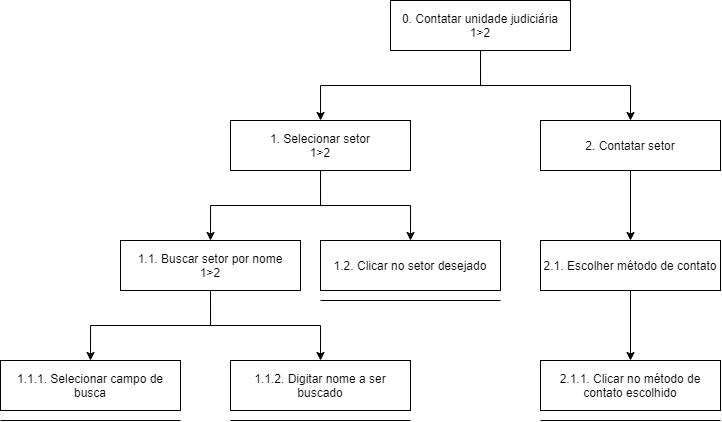 0. Contatar unidade judiciária
1>2
1. Selecionar setor
1>2
2. Contatar setor
1.1. Buscar setor por nome
1>2
1.2. Clicar no setor desejado
2.1. Escolher método de contato
1.1.1. Selecionar campo de
busca
1.1.2. Digitar nome a ser
buscado
2.1.1. Clicar no método de
contato escolhido